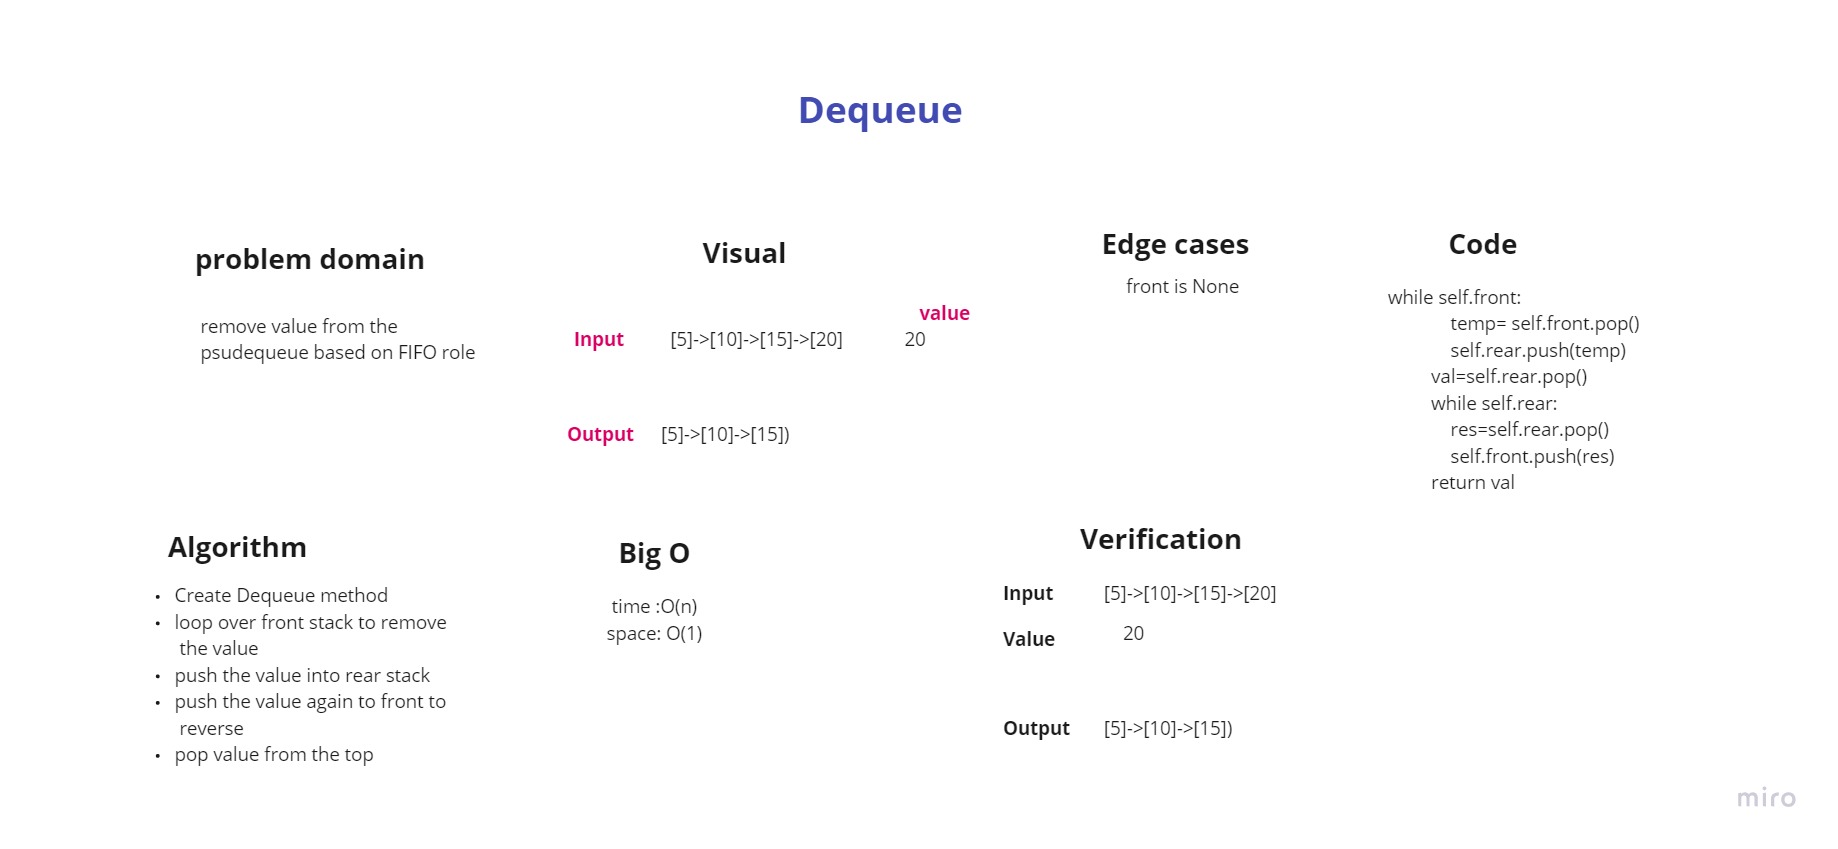 Dequeue
problem domain
remove value from the
psudequeue based on FIFO role
Visual
value
Input [5]->[10]->[15]->[20] 20
Output [5]->[10]->[15])
Edge cases
front is None
Code
while self.front:
temp= self.front.pop()
self.rear.push(temp)
val=self.rear.pop()
while self.rear:
res=self.rear.pop()
self.front.push(res)
return val
Algorithm
• Create Dequeue method
• loop over front stack to remove
the value
• push the value into rear stack
• push the value again to front to
reverse
• pop value from the top
Big O
time :O(n)
space: O(1)
Verification
Input [5]->[10]->[15]->[20]
Value 20
Output [5]->[10]->[15])
miro